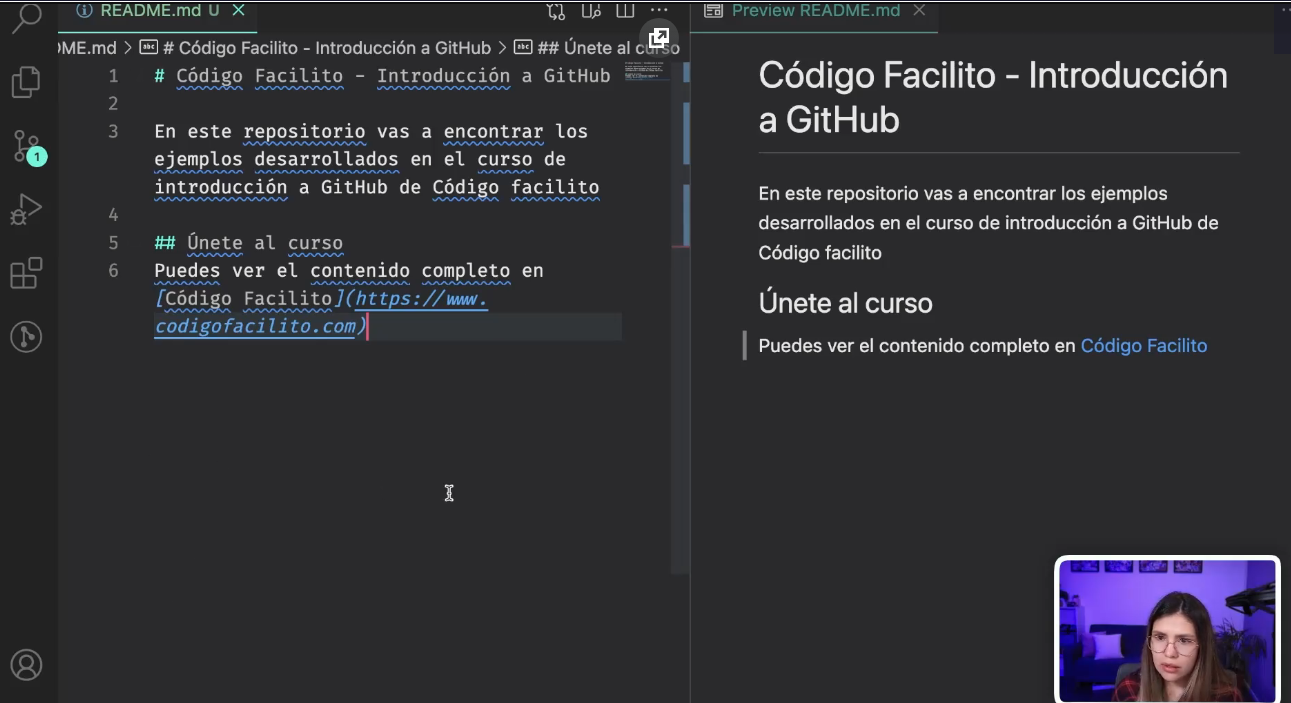 README.md U
Preview README.md
ME.md > # Código Facilito - Introducción a GitHub > ## Únete al curso
1 # Código Facilito - Introducción a GitHub
2
3 En este repositorio vas a encontrar los
ejemplos desarrollados en el curso de
introducción a GitHub de Código facilito
4
5 ## Únete al curso
6 Puedes ver el contenido completo en
[Código Facilito](https://www.
codigofacilito.com)
1
Código Facilito - Introducción
a GitHub
En este repositorio vas a encontrar los ejemplos
desarrollados en el curso de introducción a GitHub de
Código facilito
Únete al curso
Puedes ver el contenido completo en Código Facilito